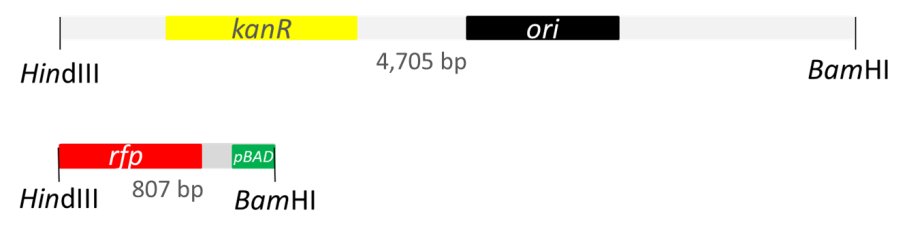 kanR
ori
4,705 bp
HindIII
BamHI
rfp
pBAD
807 bp
HindIII
BamHI